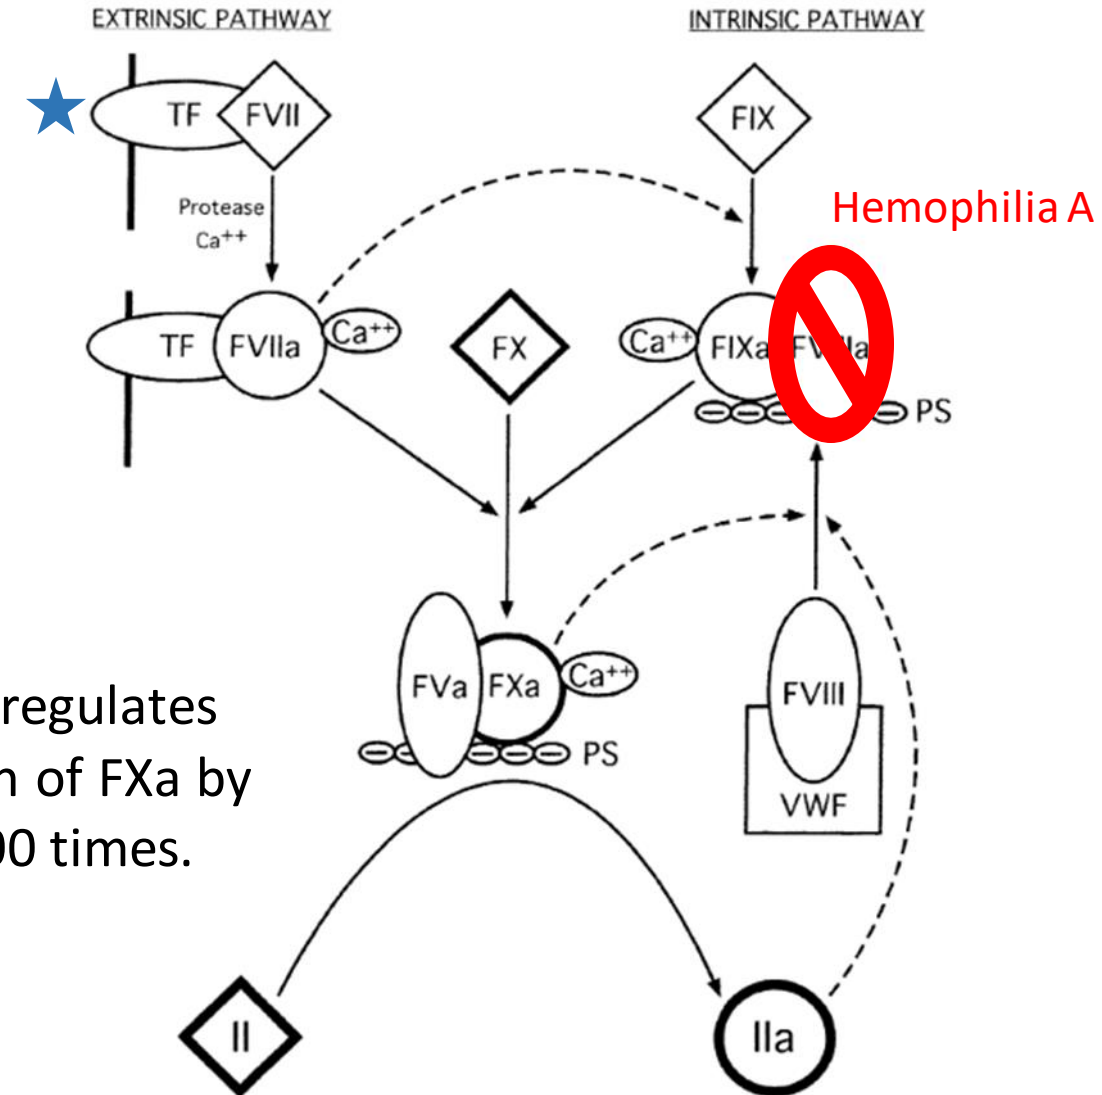 EXTRINSIC PATHWAY
INTRINSIC PATHWAY
TF
FVII
FIX
Protease
Ca++
Hemophilia A
TF
FVIIa
Ca++
FX
Ca++
FIXa
PS
FVa
FXa
Ca++
PS
FVIII
VWF
regulates
of FXa by
times.
II
IIa